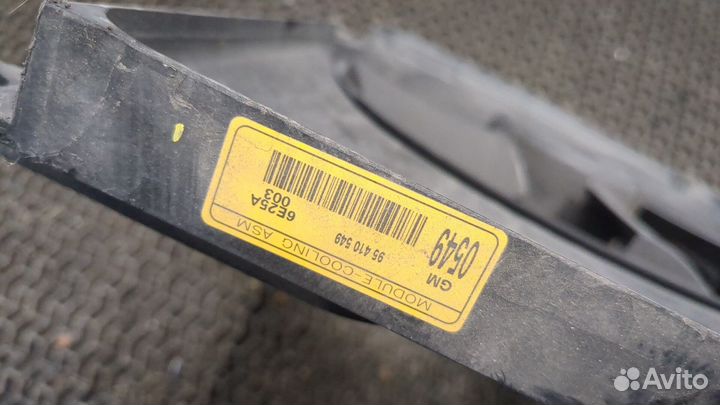 MODULE-COOLING ASM
GM
0549
95 410 549
6E25A
003
Avito